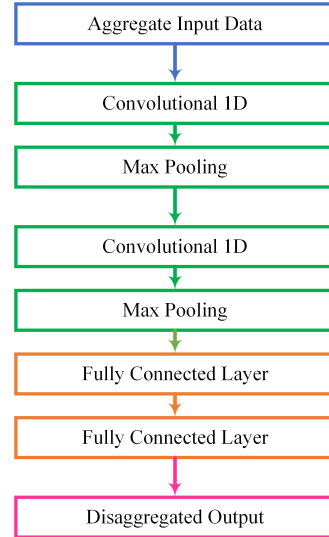 Aggregate Input Data
Convolutional 1D
Max Pooling
Convolutional 1D
Max Pooling
Fully Connected Layer
Fully Connected Layer
Disaggregated Output